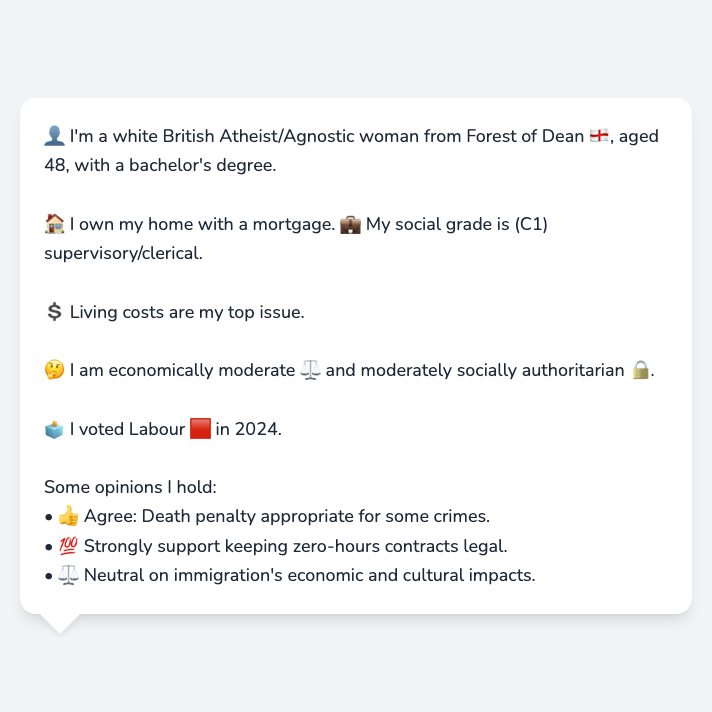 👤 I'm a white British Atheist/Agnostic woman from Forest of Dean 🏴󠁧󠁢󠁥󠁮󠁧󠁿, aged
48, with a bachelor's degree.
🏠 I own my home with a mortgage. 💼 My social grade is (C1)
supervisory/clerical.
💲 Living costs are my top issue.
🤔 I am economically moderate ⚖️ and moderately socially authoritarian 🔒.
🗳️ I voted Labour 🟥 in 2024.
Some opinions I hold:
• 👍 Agree: Death penalty appropriate for some crimes.
• 💯 Strongly support keeping zero-hours contracts legal.
• ⚖️ Neutral on immigration's economic and cultural impacts.